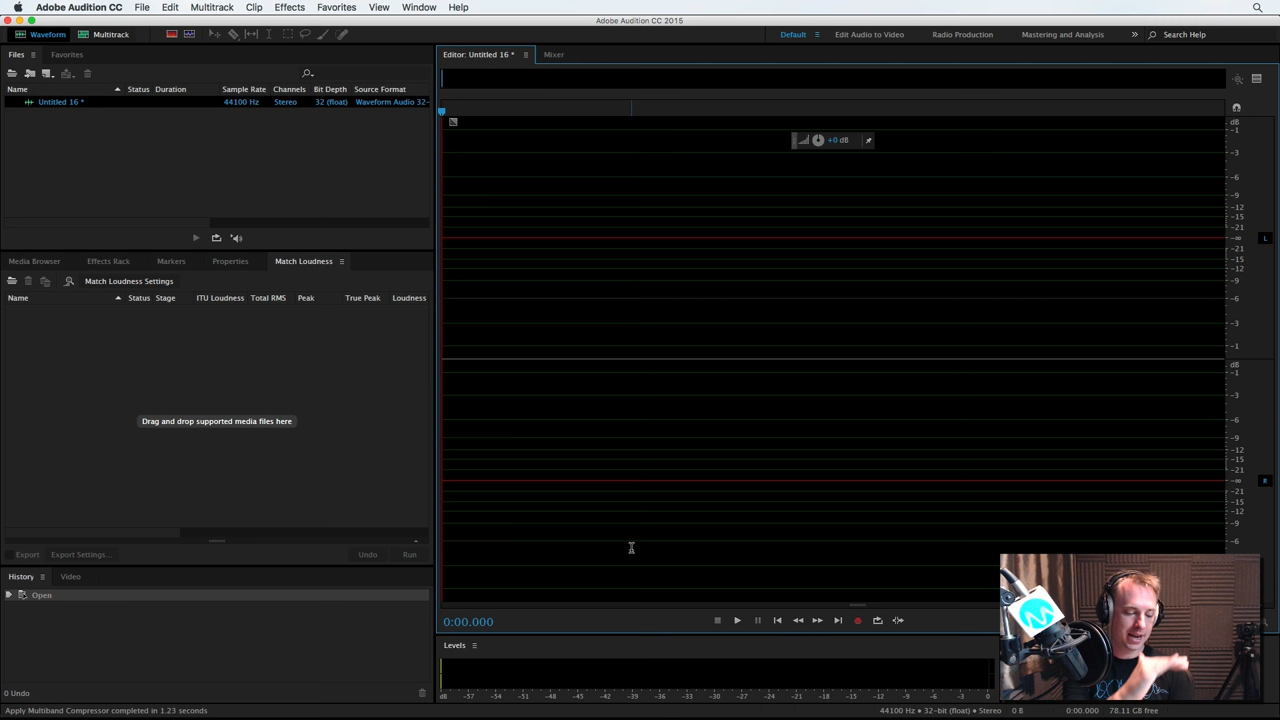 Adobe Audition CC File Edit Multitrack Clip Effects Favorites View Window Help
Adobe Audition CC 2015
Waveform Multitrack Default Edit Audio to Video Radio Production Mastering and Analysis >> Search Help
Files Favorites
Name Status Duration Sample Rate Channels Bit Depth Source Format
Untitled 16 * 44100 Hz Stereo 32 (float) Waveform Audio 32-
Media Browser Effects Rack Markers Properties Match Loudness
Match Loudness Settings
Name Status Stage ITU Loudness Total RMS Peak True Peak Loudness
Drag and drop supported media files here
Export Export Settings... Undo Run
History Video
Open
0 Undo
Apply Multiband Compressor completed in 1.23 seconds
Editor: Untitled 16 * Mixer
+0 dB
dB
-1
-3
-6
-9
-12
-15
-21
-∞
L
-21
-15
-12
-9
-6
-3
-1
dB
-1
-3
-6
-9
-12
-15
-21
-∞
R
-21
-15
-12
-9
-6
0:00.000
Levels
dB -57 -54 -51 -48 -45 -42 -39 -36 -33 -30 -27 -24 -21 -18 -15 -12 -9 -6 -3 0
44100 Hz • 32-bit (float) • Stereo 0 B 0:00.000 78.11 GB free